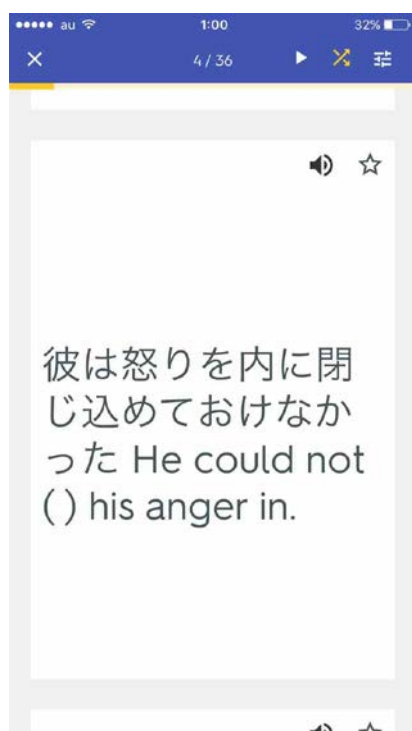 au 1:00 32%
4/36
彼は怒りを内に閉
じ込めておけなか
った He could not
( ) his anger in.